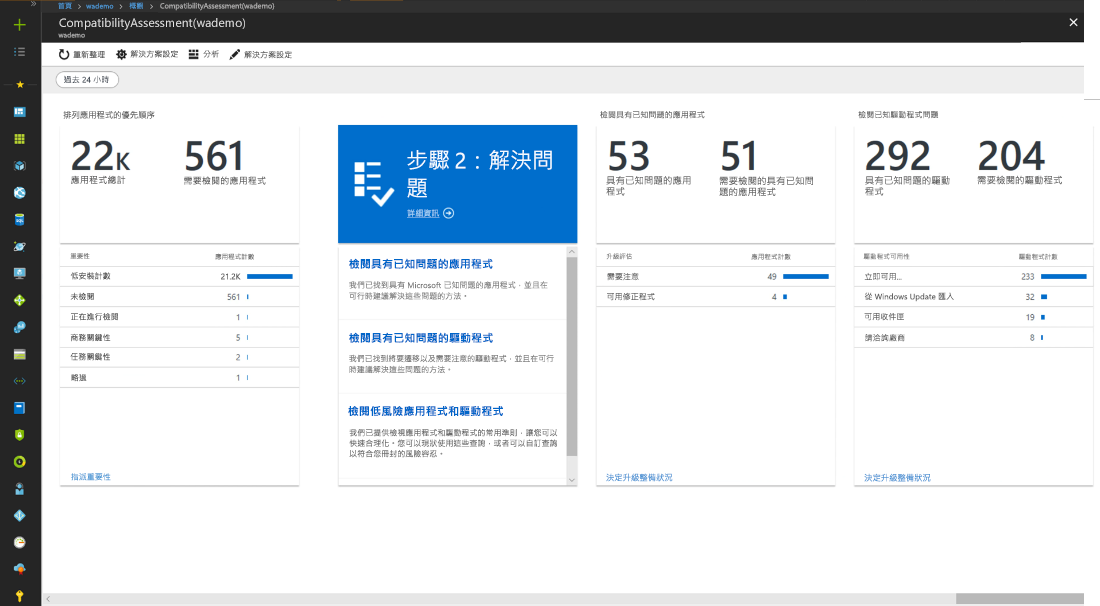 首頁 > wademo > 概觀 > CompatibilityAssessment(wademo)
CompatibilityAssessment(wademo)
wademo
重新整理 解決方案設定 分析 解決方案設定
過去 24 小時
排列應用程式的優先順序
22K 561
應用程式總計 需要檢閱的應用程式
重要性 應用程式計數
低安裝計數 21.2K
未檢閱 561
正在進行檢閱 1
商務關鍵性 5
任務關鍵性 2
略過 1
指派重要性
步驟 2：解決問
題
詳細資訊
檢閱具有已知問題的應用程式
我們已找到具有 Microsoft 已知問題的應用程式，並且在
可行時建議解決這些問題的方法。
檢閱具有已知問題的驅動程式
我們已找到將要遷移以及需要注意的驅動程式，並且在可行
時建議解決這些問題的方法。
檢閱低風險應用程式和驅動程式
我們已提供檢視應用程式和驅動程式的常用準則，讓您可以
快速合理化。您可以現狀使用這些查詢，或者可以自訂查詢
以符合您冊封的風險容忍。
檢閱具有已知問題的應用程式
53 51
具有已知問題的應用
程式
需要檢閱的具有已知問
題的應用程式
升級評估 應用程式計數
需要注意 49
可用修正程式 4
決定升級整備狀況
檢閱已知驅動程式問題
292 204
具有已知問題的驅動
程式
需要檢閱的驅動程式
驅動程式可用性 驅動程式計數
立即可用... 233
從 Windows Update 匯入 32
可用收件匣 19
請洽詢廠商 8
決定升級整備狀況